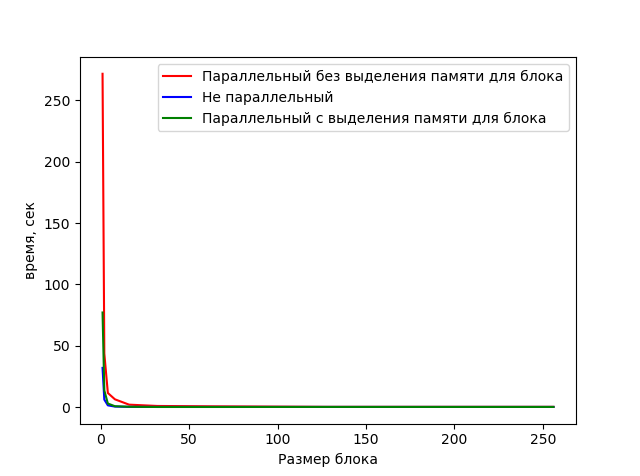 Параллельный без выделения памяти для блока
Не параллельный
Параллельный с выделения памяти для блока
время, сек
250
200
150
100
50
0
0 50 100 150 200 250
Размер блока